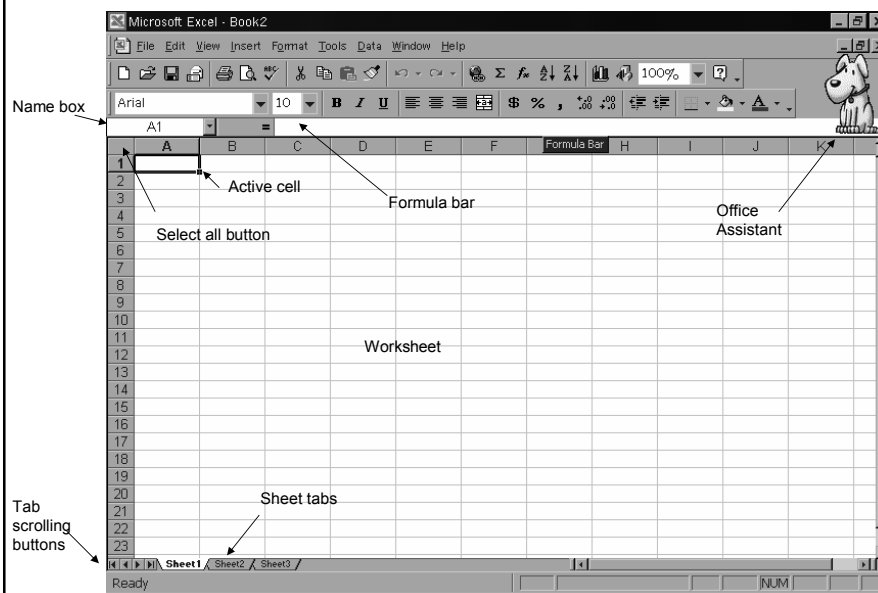 Microsoft Excel - Book2
File Edit View Insert Format Tools Data Window Help
100%
Arial 10 B I U $ % ,
Name box
A1 =
A B C D E F Formula Bar H I J K
1
2
Active cell
3
Formula bar
4
Office
Assistant
5
Select all button
6
7
8
9
10
11
Worksheet
12
13
14
15
16
17
18
19
20
Sheet tabs
21
22
23
Tab
scrolling
buttons
Sheet1 Sheet2 Sheet3
Ready NUM